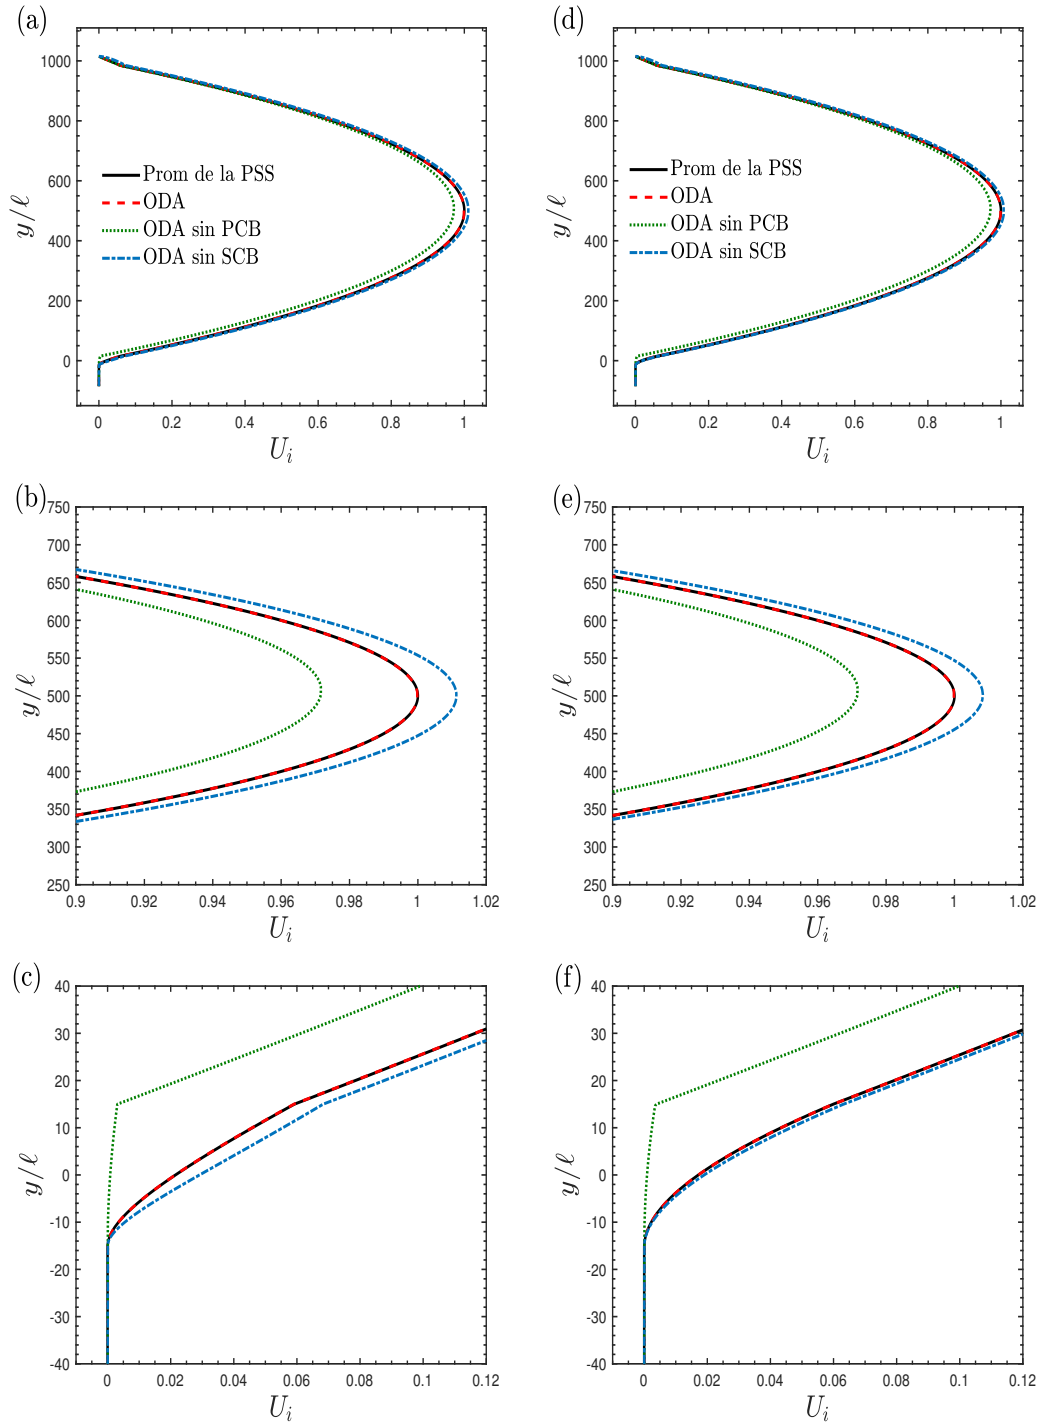 (a)
1000
800
600
400
200
0
y/ℓ
Prom de la PSS
ODA
ODA sin PCB
ODA sin SCB
0 0.2 0.4 0.6 0.8 1
U_i
(d)
1000
800
600
400
200
0
y/ℓ
Prom de la PSS
ODA
ODA sin PCB
ODA sin SCB
0 0.2 0.4 0.6 0.8 1
U_i
(b)
750
700
650
600
550
500
450
400
350
300
250
y/ℓ
0.9 0.92 0.94 0.96 0.98 1 1.02
U_i
(e)
750
700
650
600
550
500
450
400
350
300
250
y/ℓ
0.9 0.92 0.94 0.96 0.98 1 1.02
U_i
(c)
40
30
20
10
0
-10
-20
-30
-40
y/ℓ
0 0.02 0.04 0.06 0.08 0.1 0.12
U_i
(f)
40
30
20
10
0
-10
-20
-30
-40
y/ℓ
0 0.02 0.04 0.06 0.08 0.1 0.12
U_i